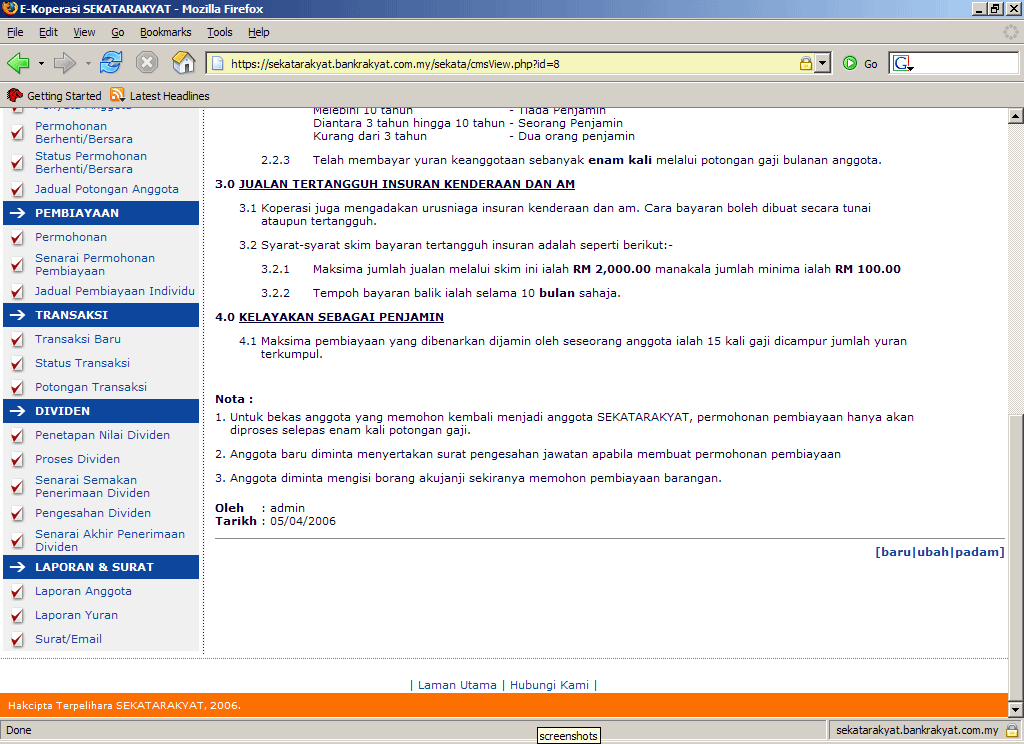 E-Koperasi SEKATARAKYAT - Mozilla Firefox
File Edit View Go Bookmarks Tools Help
https://sekatarakyat.bankrakyat.com.my/sekata/cmsView.php?id=8
Go
G
Getting Started Latest Headlines
Permohonan
Berhenti/Bersara
Status Permohonan
Berhenti/Bersara
Jadual Potongan Anggota
PEMBIAYAAN
Permohonan
Senarai Permohonan
Pembiayaan
Jadual Pembiayaan Individu
TRANSAKSI
Transaksi Baru
Status Transaksi
Potongan Transaksi
DIVIDEN
Penetapan Nilai Dividen
Proses Dividen
Senarai Semakan
Penerimaan Dividen
Pengesahan Dividen
Senarai Akhir Penerimaan
Dividen
LAPORAN & SURAT
Laporan Anggota
Laporan Yuran
Surat/Email
Melebihi 10 tahun - Tiada Penjamin
Diantara 3 tahun hingga 10 tahun - Seorang Penjamin
Kurang dari 3 tahun - Dua orang penjamin
2.2.3 Telah membayar yuran keanggotaan sebanyak enam kali melalui potongan gaji bulanan anggota.
3.0 JUALAN TERTANGGUH INSURAN KENDERAAN DAN AM
3.1 Koperasi juga mengadakan urusniaga insuran kenderaan dan am. Cara bayaran boleh dibuat secara tunai
ataupun tertangguh.
3.2 Syarat-syarat skim bayaran tertangguh insuran adalah seperti berikut:-
3.2.1 Maksima jumlah jualan melalui skim ini ialah RM 2,000.00 manakala jumlah minima ialah RM 100.00
3.2.2 Tempoh bayaran balik ialah selama 10 bulan sahaja.
4.0 KELAYAKAN SEBAGAI PENJAMIN
4.1 Maksima pembiayaan yang dibenarkan dijamin oleh seseorang anggota ialah 15 kali gaji dicampur jumlah yuran
terkumpul.
Nota :
1. Untuk bekas anggota yang memohon kembali menjadi anggota SEKATARAKYAT, permohonan pembiayaan hanya akan
diproses selepas enam kali potongan gaji.
2. Anggota baru diminta menyertakan surat pengesahan jawatan apabila membuat permohonan pembiayaan
3. Anggota diminta mengisi borang akujanji sekiranya memohon pembiayaan barangan.
Oleh : admin
Tarikh : 05/04/2006
[baru|ubah|padam]
| Laman Utama | Hubungi Kami |
Hakcipta Terpelihara SEKATARAKYAT, 2006.
Done
screenshots
sekatarakyat.bankrakyat.com.my